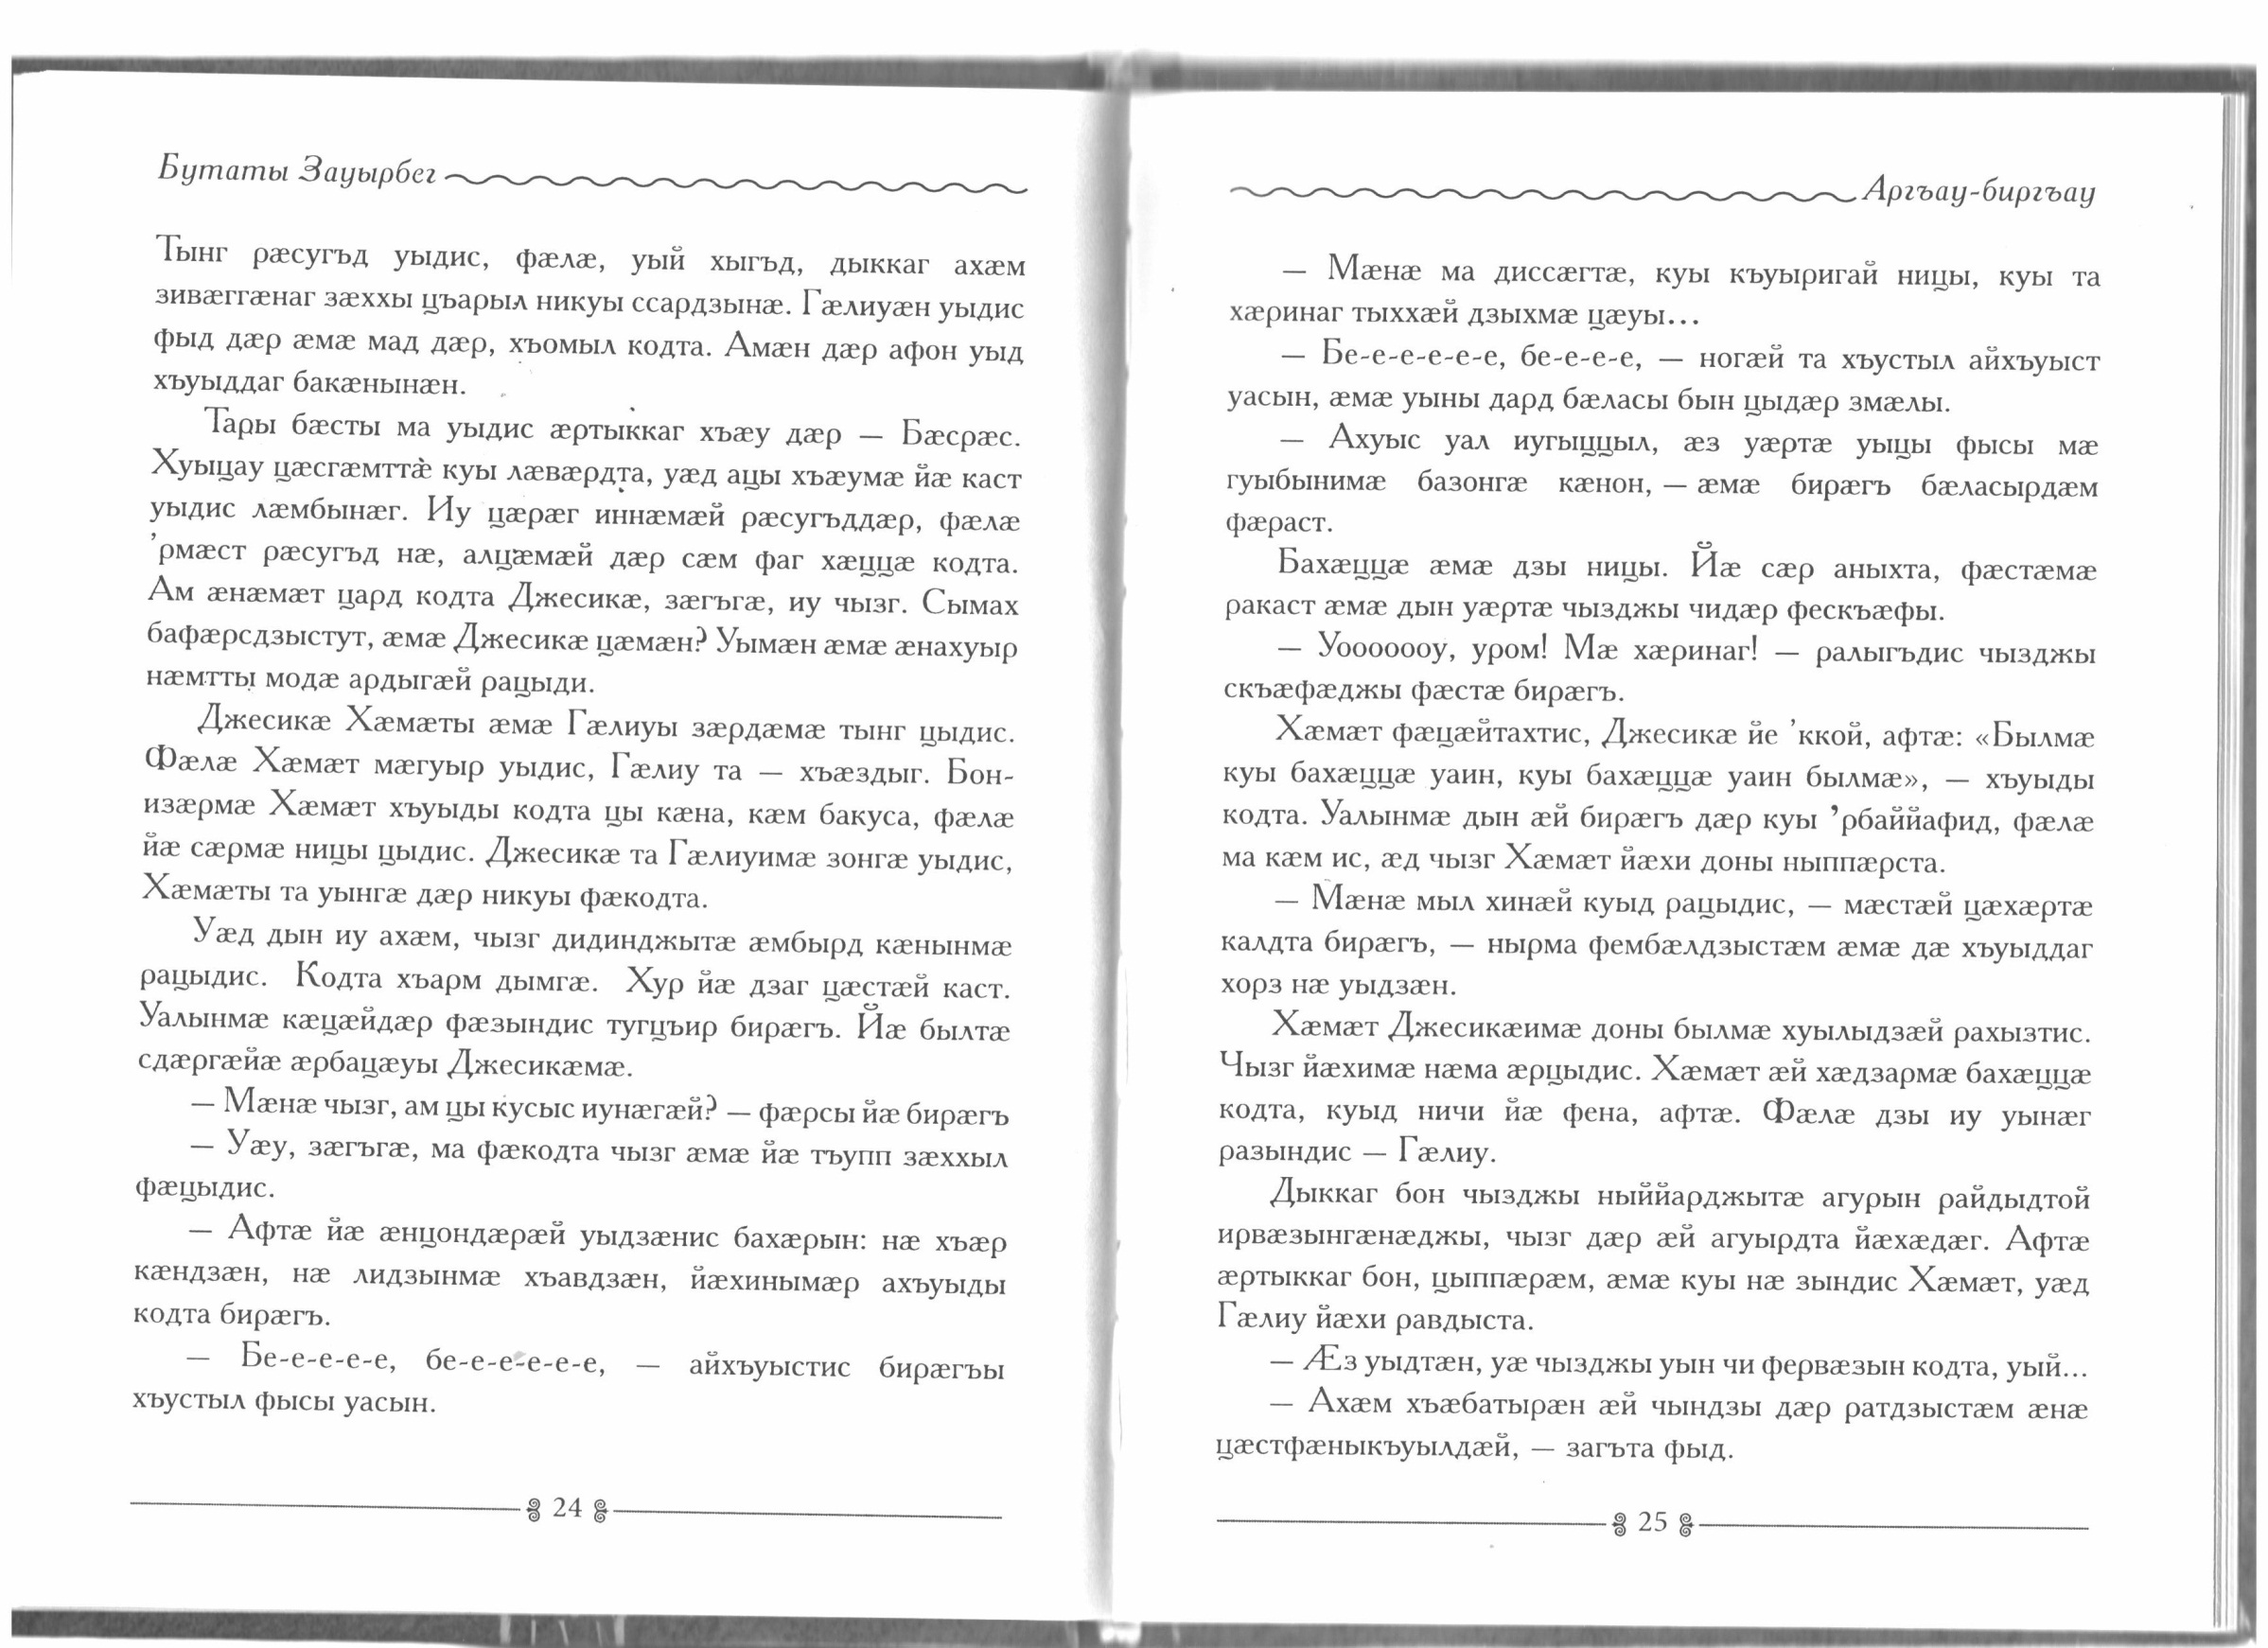 Бутаты Зауырбег
Тынг рæсугъд уыдис, фæлæ, уый хыгъд, дыккаг ахæм
зивæггæнаг зæххы цъарыл никуы ссардзынæ. Гæлиуæн уыдис
фыд дæр æмæ мад дæр, хъомыл кодта. Амæн дæр афон уыд
хъуыддаг бакæнынæн.
Тары бæсты ма уыдис æртыккаг хъæу дæр — Бæсрæс.
Хуыцау цæсгæмттæ куы лæвæрдта, уæд ацы хъæумæ йæ каст
уыдис лæмбынæг. Иу цæрæг иннæмæй рæсугъддæр, фæлæ
’рмæст рæсугъд næ, алцæмæй дæр сæм фаг хæццæ кодта.
Ам æнæмæт цард кодта Джесикæ, зæгъгæ, иу чызг. Сымах
бафæрсдзыстут, æмæ Джесикæ цæмæн? Уымæн æмæ æнахуыр
нæмтты модæ ардыгæй рацыди.
Джесикæ Хæмæты æмæ Гæлиуы зæрдæмæ тынг цыдис.
Фæлæ Хæмæт мæгуыр уыдис, Гæлиу та — хъæздыг. Бон-
изæрмæ Хæмæт хъуыды кодта цы кæна, кæм бакуса, фæлæ
йæ сæрмæ ницы цыдис. Джесикæ та Гæлиуимæ зонгæ уыдис,
Хæмæты та уынгæ дæр никуы фæкодта.
Уæд дын иу ахæм, чызг дидинджытæ æмбырд кæнынмæ
рацыдис. Кодта хъарм дымгæ. Хур йæ дзаг цæстæй каст.
Уалынмæ кæцæйдæр фæзындис тугцъир бирæгъ. Йæ былтæ
сдæргæйæ æрбацæуы Джесикæмæ.
— Мæнæ чызг, ам цы кусыс иунæгæй? — фæрсы йæ бирæгъ
— Уæу, зæгъгæ, ма фæкодта чызг æмæ йæ тъупп зæххыл
фæцыдис.
— Афтæ йæ æнцондæрæй уыдзæнис бахæрын: нæ хъæр
кæндзæн, нæ лидзынмæ хъавдзæн, йæхинымæр ахъуыды
кодта бирæгъ.
— Бе-е-е-е-е, бе-е-е-е-е-е, — айхъуыстис бирæгъы
хъустыл фысы уасын.
24
Аргъау-биргъау
— Мæнæ ма диссæгтæ, куы къуыригай ницы, куы та
хæринаг тыххæй дзыхмæ цæуы...
— Бе-е-е-е-е-е, бе-е-е-е, — ногæй та хъустыл айхъуыст
уасын, æмæ уыны дард бæласы бын цыдæр змæлы.
— Ахуыс уал иугыццыл, æз уæртæ уыцы фысы мæ
гуыбынимæ базонгæ кæнон, — æмæ бирæгъ бæласырдæм
фæраст.
Бахæццæ æмæ дзы ницы. Йæ сæр аныхта, фæстæмæ
ракаст æмæ дын уæртæ чызджы чидæр фескъæфы.
— Уооооооу, уром! Мæ хæринаг! — ралыгъдис чызджы
скъæфæджы фæстæ бирæгъ.
Хæмæт фæцæйтахтис, Джесикæ йе ’ккой, афтæ: «Былмæ
куы бахæццæ уаин, куы бахæццæ уаин былмæ», — хъуыды
кодта. Уалынмæ дын æй бирæгъ дæр куы ’рбаййафид, фæлæ
ма кæм ис, æд чызг Хæмæт йæхи доны ныппæрста.
— Мæнæ мыл хинæй куыд рацыдис, — мæстæй цæхæртæ
калдта бирæгъ, — нырма фембæлдзыстæм æмæ дæ хъуыддаг
хорз нæ уыдзæн.
Хæмæт Джесикæимæ доны былмæ хуылыдзæй рахызтис.
Чызг йæхимæ нæма æрцыдис. Хæмæт æй хæдзармæ бахæццæ
кодта, куыд ничи йæ фена, афтæ. Фæлæ дзы иу уынæг
разындис — Гæлиу.
Дыккаг бон чызджы ныййарджытæ агурын райдыдтой
ирвæзынгæнæджы, чызг дæр æй агуырдта йæхæдæг. Афтæ
æртыккаг бон, цыппæрæм, æмæ куы нæ зындис Хæмæт, уæд
Гæлиу йæхи равдыста.
— Æз уыдтæн, уæ чызджы уын чи фервæзын кодта, уый...
— Ахæм хъæбатырæн æй чындзы дæр ратдзыстæм æнæ
цæстфæныкъуылдæй, — загъта фыд.
25